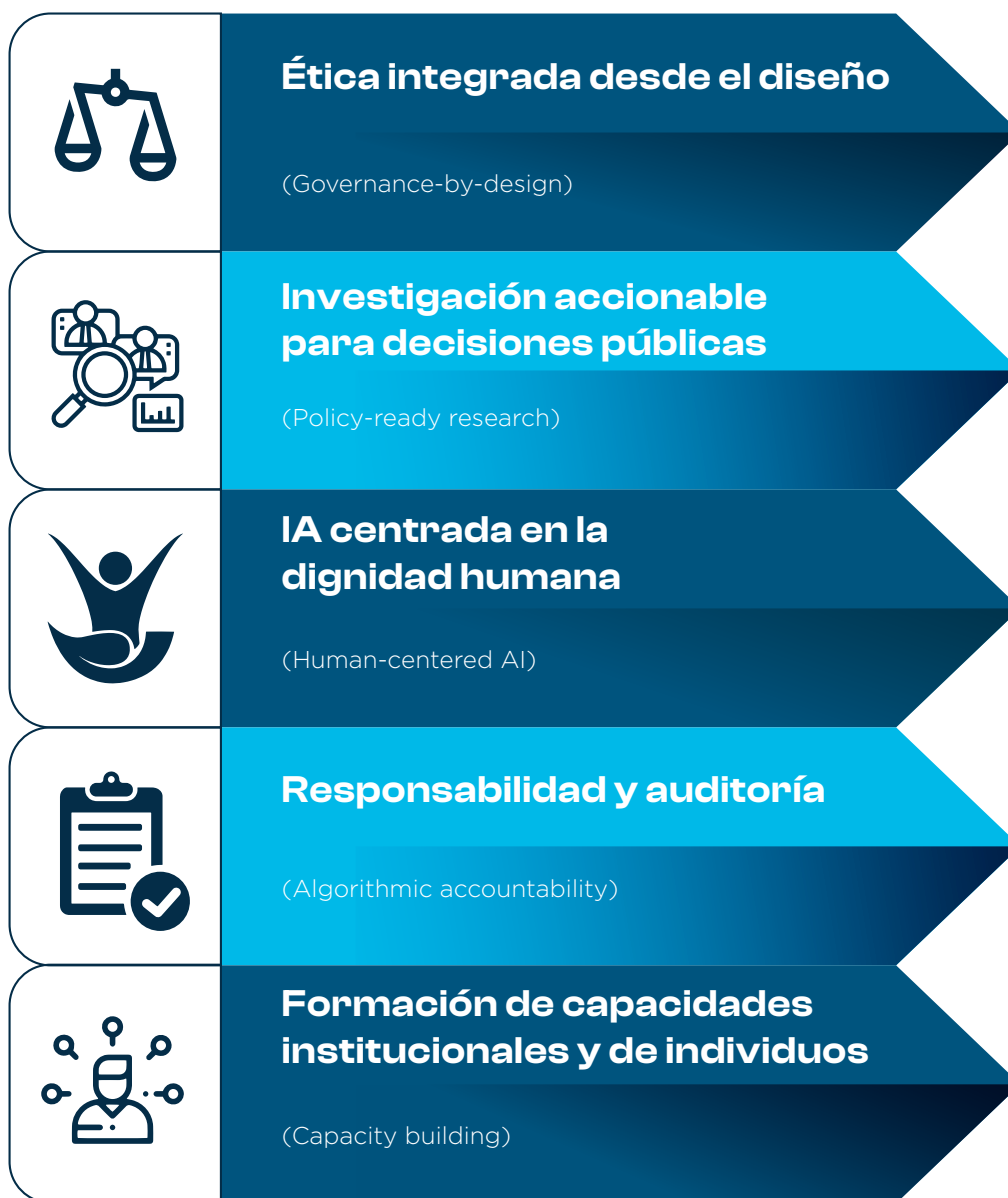 Ética integrada desde el diseño
(Governance-by-design)
Investigación accionable
para decisiones públicas
(Policy-ready research)
IA centrada en la
dignidad humana
(Human-centered AI)
Responsabilidad y auditoría
(Algorithmic accountability)
Formación de capacidades
institucionales y de individuos
(Capacity building)